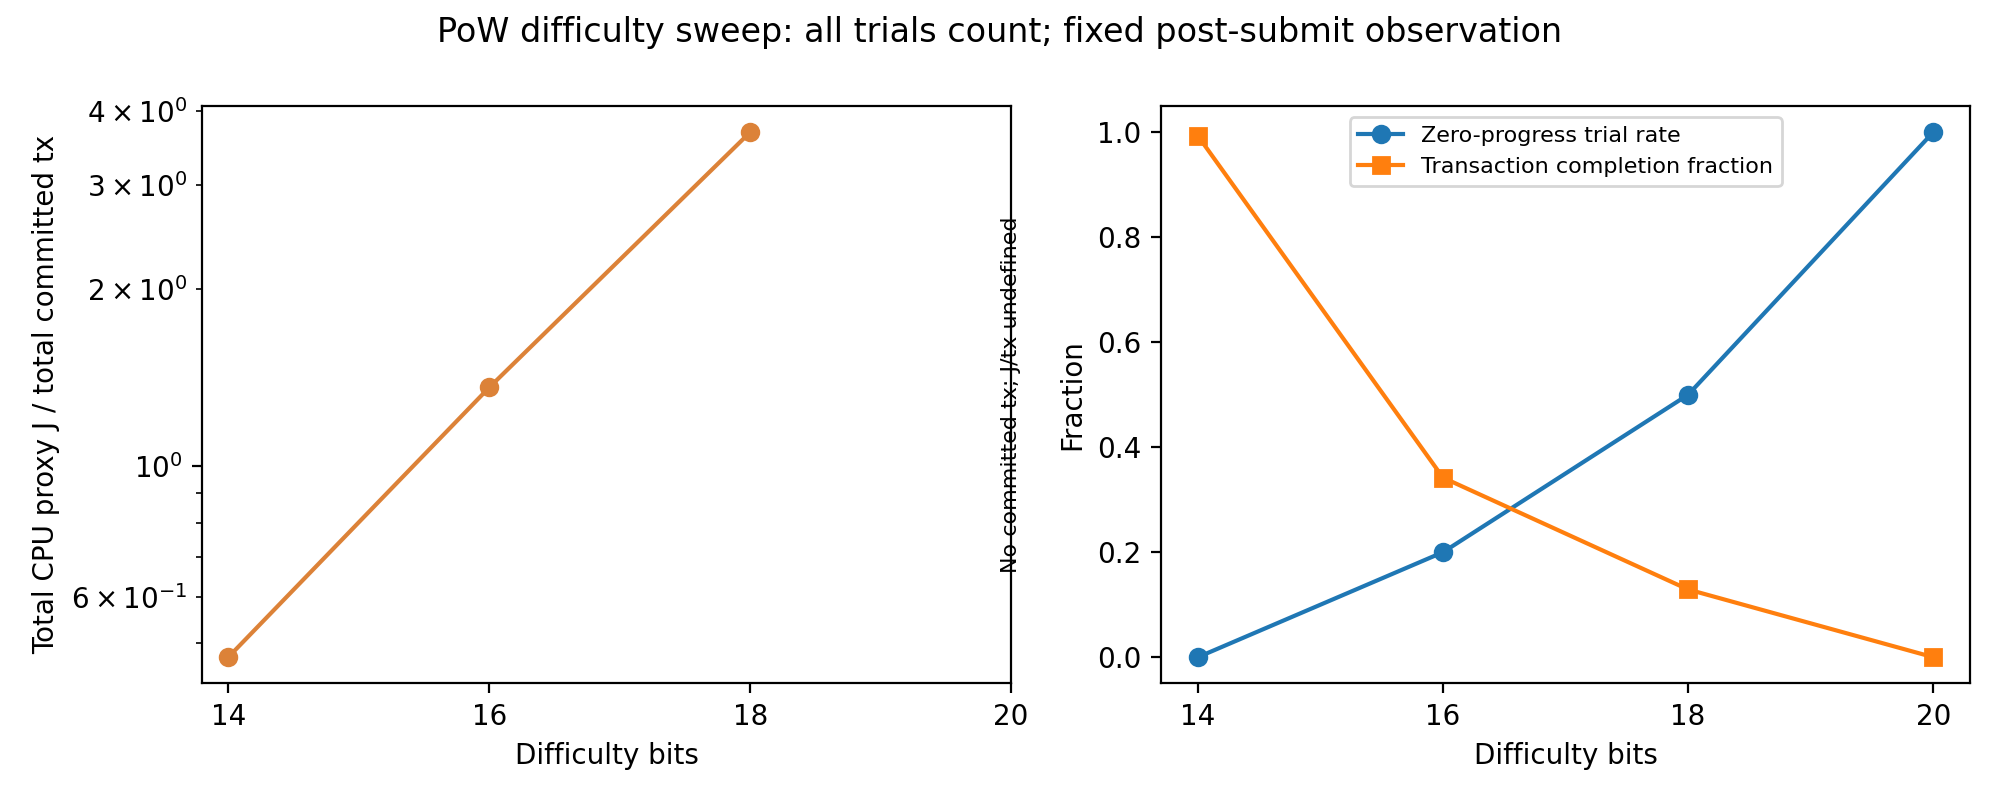 PoW difficulty sweep: all trials count; fixed post-submit observation
Total CPU proxy J / total committed tx
4 × 10⁰
3 × 10⁰
2 × 10⁰
10⁰
6 × 10⁻¹
14
16
18
20
Difficulty bits
No committed tx; J/tx undefined
Fraction
1.0
0.8
0.6
0.4
0.2
0.0
Zero-progress trial rate
Transaction completion fraction
14
16
18
20
Difficulty bits